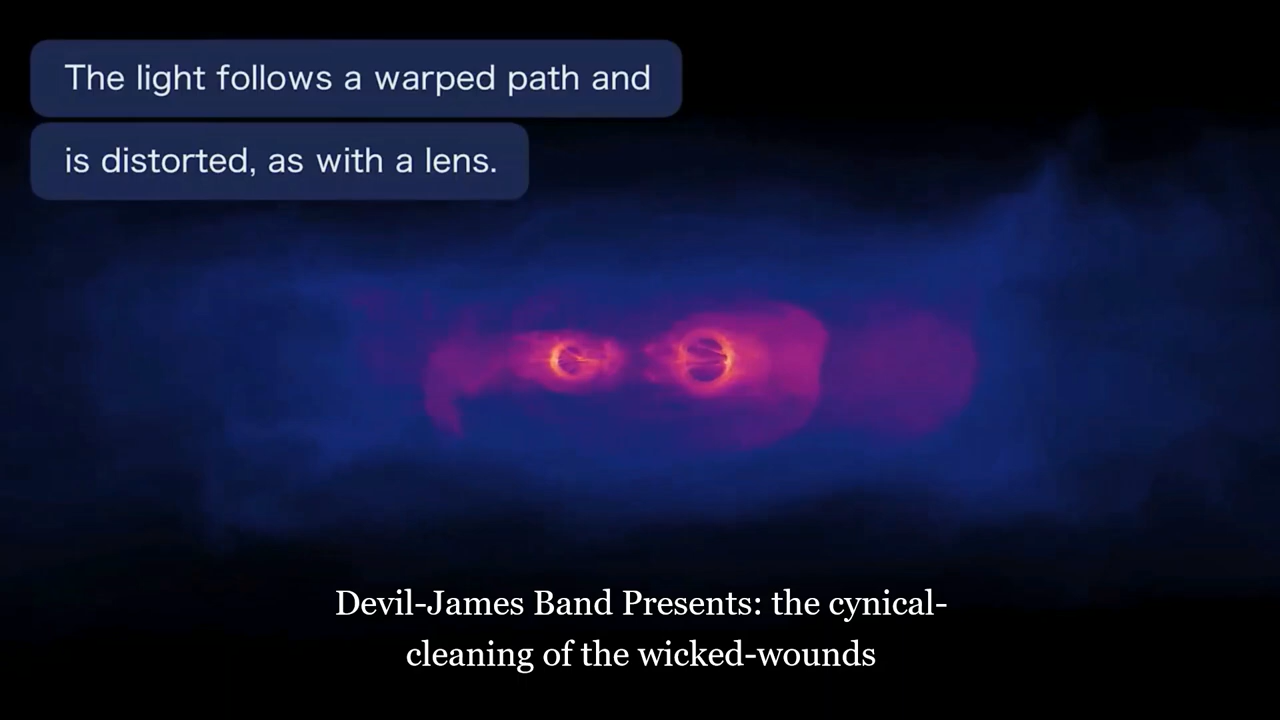 The light follows a warped path and
is distorted, as with a lens.
Devil-James Band Presents: the cynical-
cleaning of the wicked-wounds